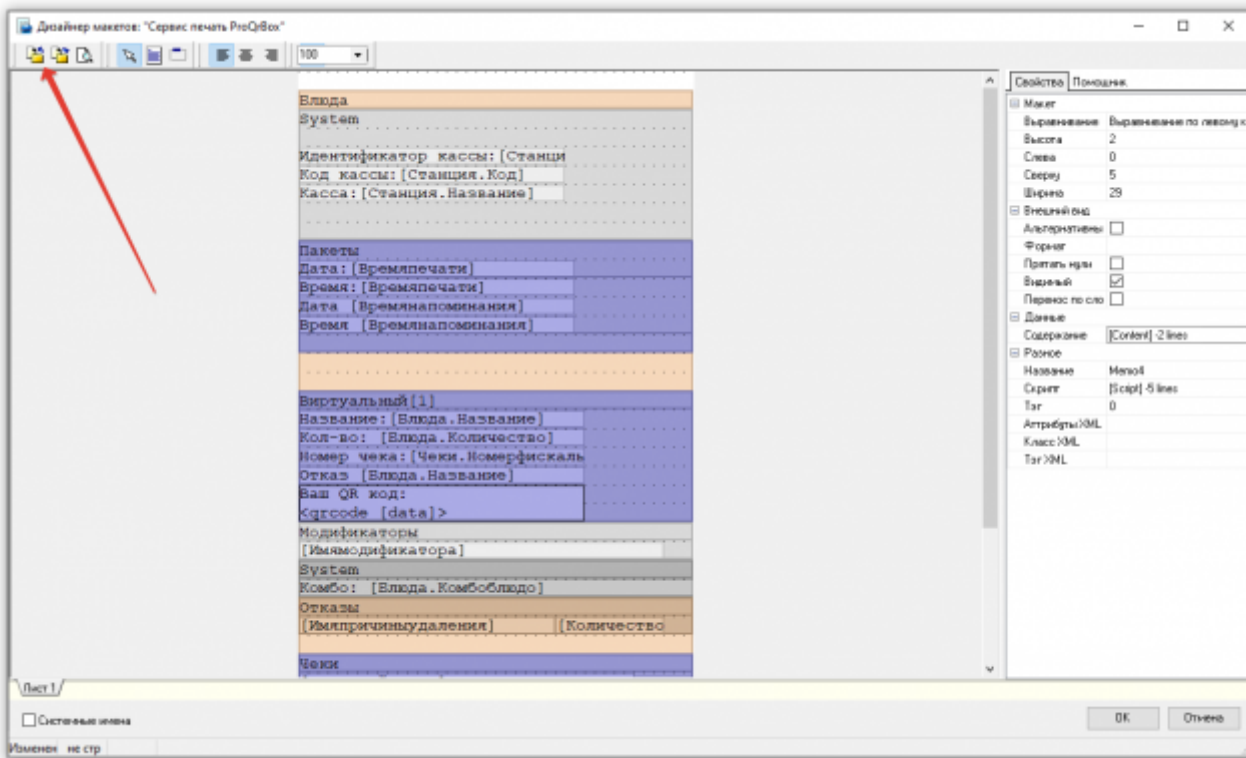 Дизайнер макетов: "Сервис печать ProQrBox"
100
Свойства Помощник
Блюда
System
Идентификатор кассы:[Станци
Код кассы:[Станция.Код]
Касса:[Станция.Название]
Пакеты
Дата:[Времяпечати]
Время:[Времяпечати]
Дата [Времянапоминания]
Время [Времянапоминания]
Виртуальный[1]
Название:[Блюда.Название]
Кол-во: [Блюда.Количество]
Номер чека:[Чеки.Номерфискаль
Отказ [Блюда.Название]
Ваш QR код:
<qrcode [data]>
Модификаторы
[Имямодификатора]
System
Комбо: [Блюда.Комбоблюдо]
Отказы
[Имяпричиныудаления] [Количество
Чеки
Макет
Выравнивание Выравнивание по левому к
Высота 2
Слева 0
Сверху 5
Ширина 29
Внешний вид
Альтернативны
Формат
Прятать нули
Видимый
Перенос по сло
Данные
Содержание [Content] -2 lines
Разное
Название Memo4
Скрипт [Script] -5 lines
Таг 0
Аттрибуты XML
Класс XML
Таг XML
Лист 1
Системные имена
OK Отмена
Изменен не стр